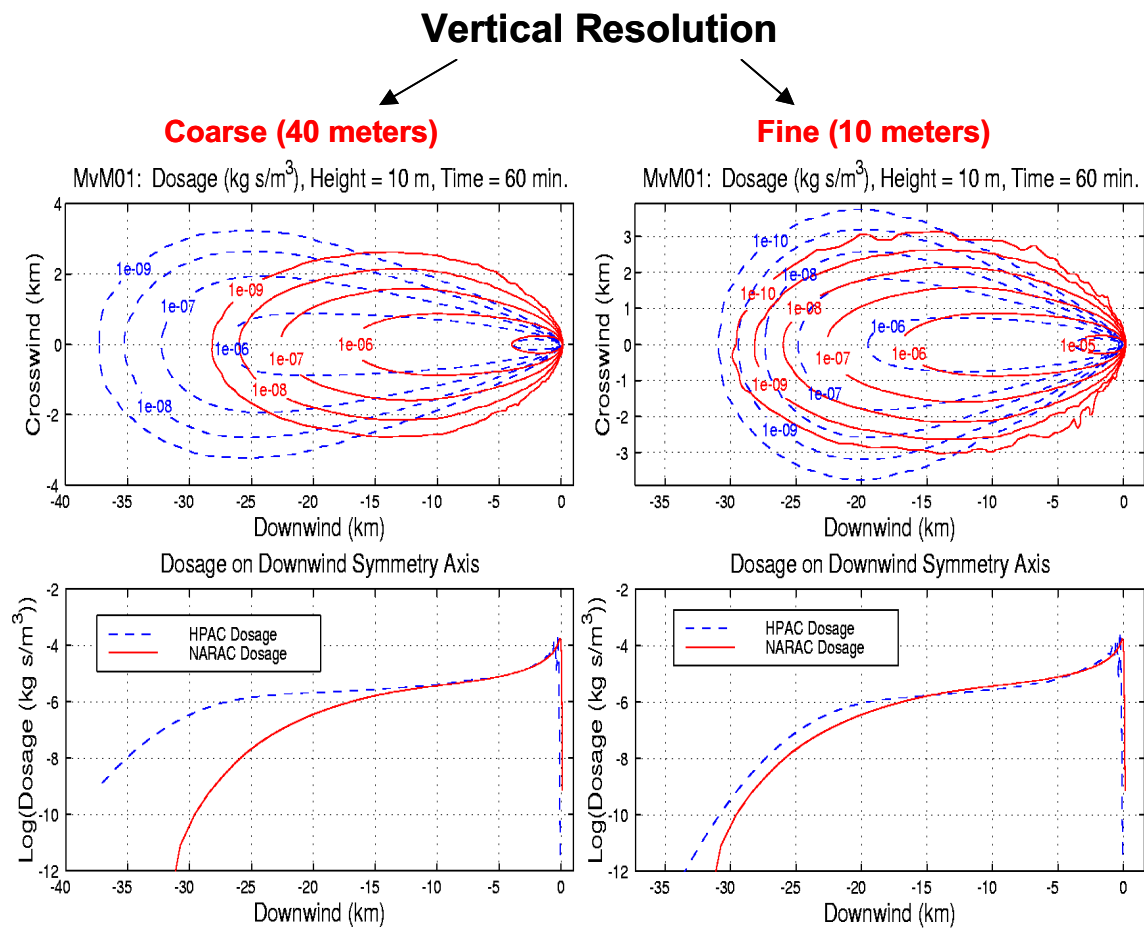 Vertical Resolution
Coarse (40 meters)
Fine (10 meters)
MvM01: Dosage (kg s/m3), Height = 10 m, Time = 60 min.
4
2
0
-2
-4
Crosswind (km)
1e-09
1e-07
1e-09
1e-06
1e-07
1e-06
1e-08
1e-08
-40 -35 -30 -25 -20 -15 -10 -5 0
Downwind (km)
MvM01: Dosage (kg s/m3), Height = 10 m, Time = 60 min.
3
2
1
0
-1
-2
-3
Crosswind (km)
1e-10
1e-08
1e-10
1e-08
1e-06
1e-05
1e-07
1e-06
1e-09
1e-07
1e-09
-35 -30 -25 -20 -15 -10 -5 0
Downwind (km)
Dosage on Downwind Symmetry Axis
-2
-4
-6
-8
-10
-12
Log(Dosage (kg s/m3))
HPAC Dosage
NARAC Dosage
-40 -35 -30 -25 -20 -15 -10 -5 0
Downwind (km)
Dosage on Downwind Symmetry Axis
-2
-4
-6
-8
-10
-12
Log(Dosage (kg s/m3))
HPAC Dosage
NARAC Dosage
-35 -30 -25 -20 -15 -10 -5 0
Downwind (km)